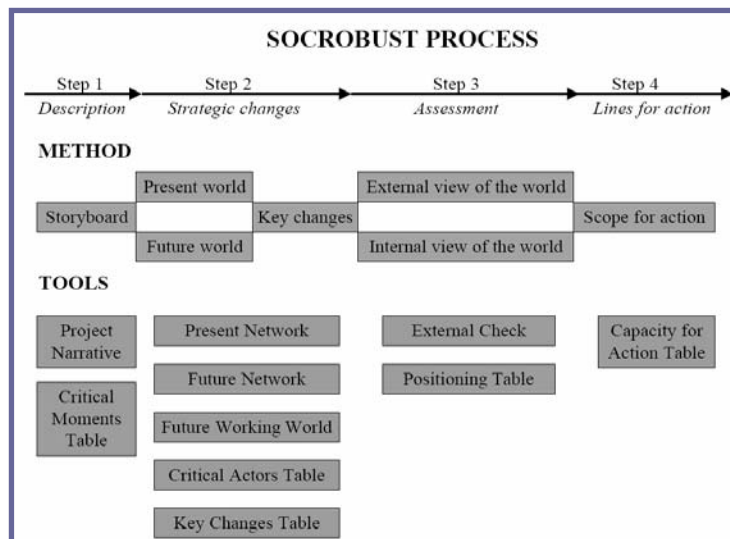 SOCROBUST PROCESS
Step 1 Step 2 Step 3 Step 4
Description Strategic changes Assessment Lines for action
METHOD
Present world External view of the world
Storyboard Key changes Scope for action
Future world Internal view of the world
TOOLS
Project
Narrative
Critical
Moments
Table
Present Network
Future Network
Future Working World
Critical Actors Table
Key Changes Table
External Check
Positioning Table
Capacity for
Action Table